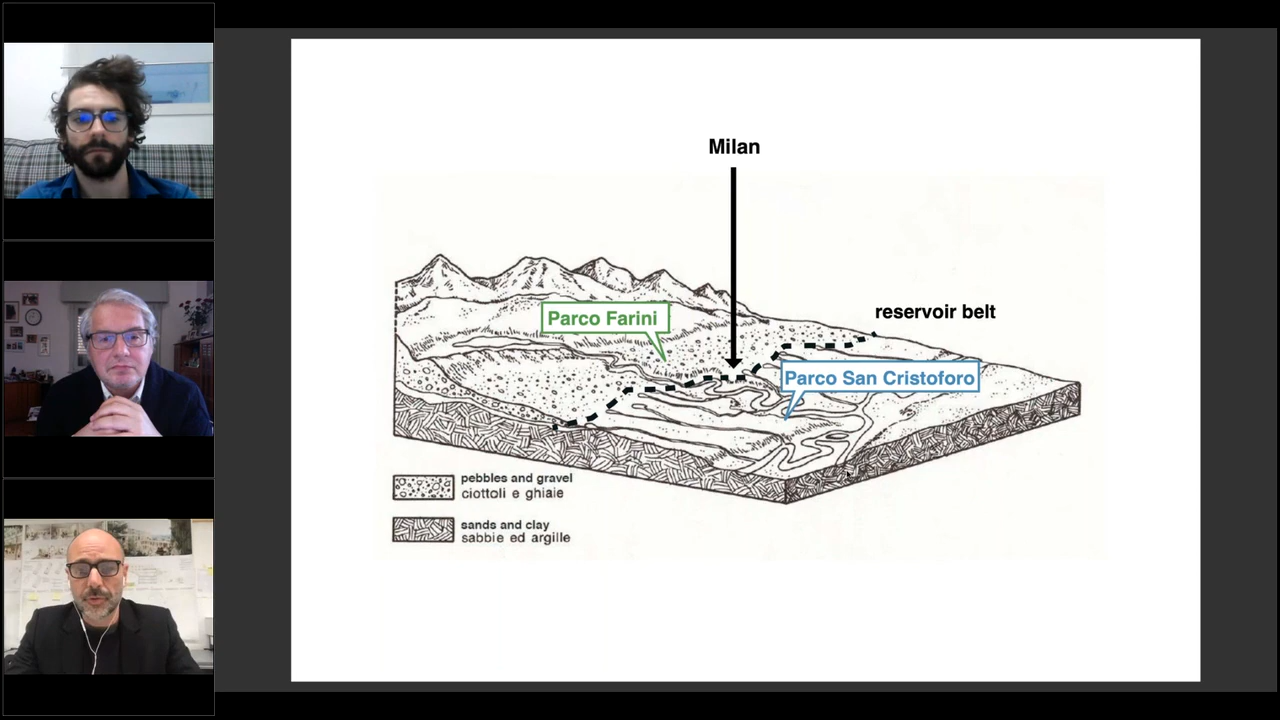 Milan
reservoir belt
Parco Farini
Parco San Cristoforo
pebbles and gravel
ciottoli e ghiaie
sands and clay
sabbie ed argille